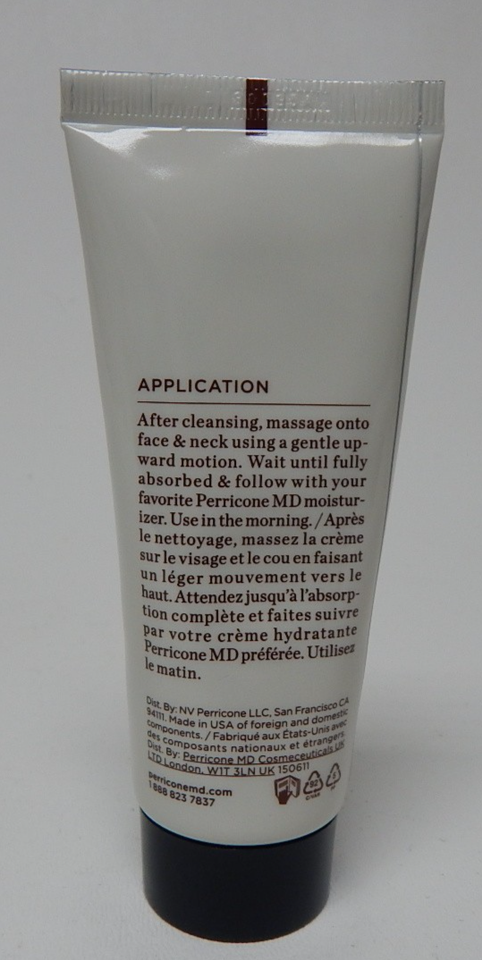 APPLICATION
After cleansing, massage onto
face & neck using a gentle up-
ward motion. Wait until fully
absorbed & follow with your
favorite Perricone MD moistur-
izer. Use in the morning. / Après
le nettoyage, massez la crème
sur le visage et le cou en faisant
un léger mouvement vers le
haut. Attendez jusqu'à l'absorp-
tion complète et faites suivre
par votre crème hydratante
Perricone MD préférée. Utilisez
le matin.
Dist. By: NV Perricone LLC, San Francisco CA
94111. Made in USA of foreign and domestic
components. / Fabriqué aux États-Unis avec
des composants nationaux et étrangers.
Dist. By: Perricone MD Cosmeceuticals UK
LTD London, W1T 3LN UK 150611
perriconemd.com
1 888 823 7837